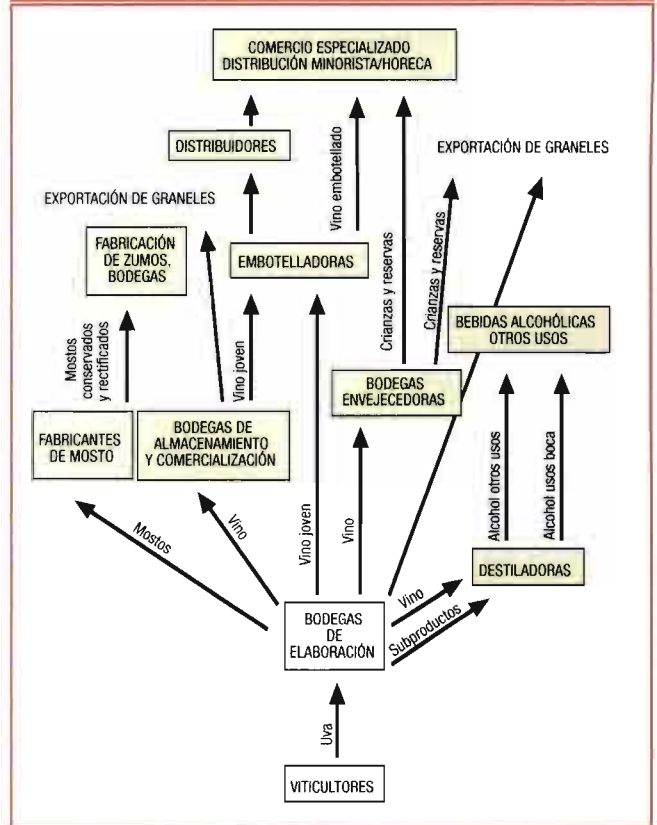 COMERCIO ESPECIALIZADO
DISTRIBUCIÓN MINORISTA/HORECA
DISTRIBUIDORES
Vino embotellado
EXPORTACIÓN DE GRANELES
EXPORTACIÓN DE GRANELES
FABRICACIÓN
DE ZUMOS,
BODEGAS
EMBOTELLADORAS
Crianzas y reservas
Crianzas y reservas
BEBIDAS ALCOHÓLICAS
OTROS USOS
Mostos
conservados
y rectificados
Vino joven
BODEGAS
ENVEJECEDORAS
FABRICANTES
DE MOSTO
BODEGAS DE
ALMACENAMIENTO
Y COMERCIALIZACIÓN
Alcohol otros usos
Alcohol usos boca
Mostos
Vino
Vino joven
Vino
DESTILADORAS
Vino
Subproductos
BODEGAS
DE
ELABORACIÓN
Uva
VITICULTORES